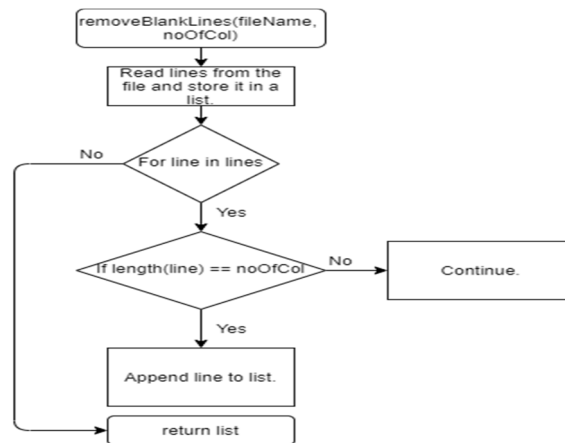 removeBlankLines(fileName,
noOfCol)
Read lines from the
file and store it in a
list.
No
For line in lines
Yes
If length(line) == noOfCol
No
Continue.
Yes
Append line to list.
return list